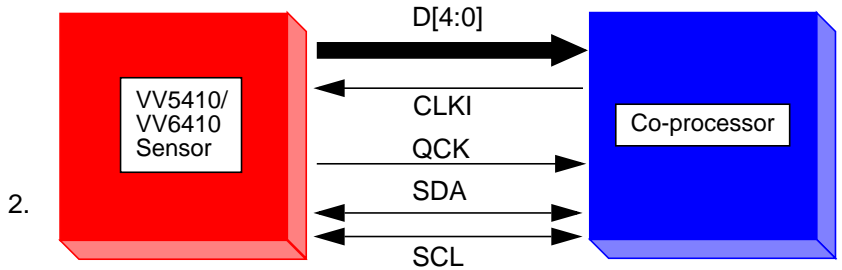 D[4:0]
VV5410/
VV6410
Sensor
CLKI
Co-processor
QCK
SDA
2.
SCL